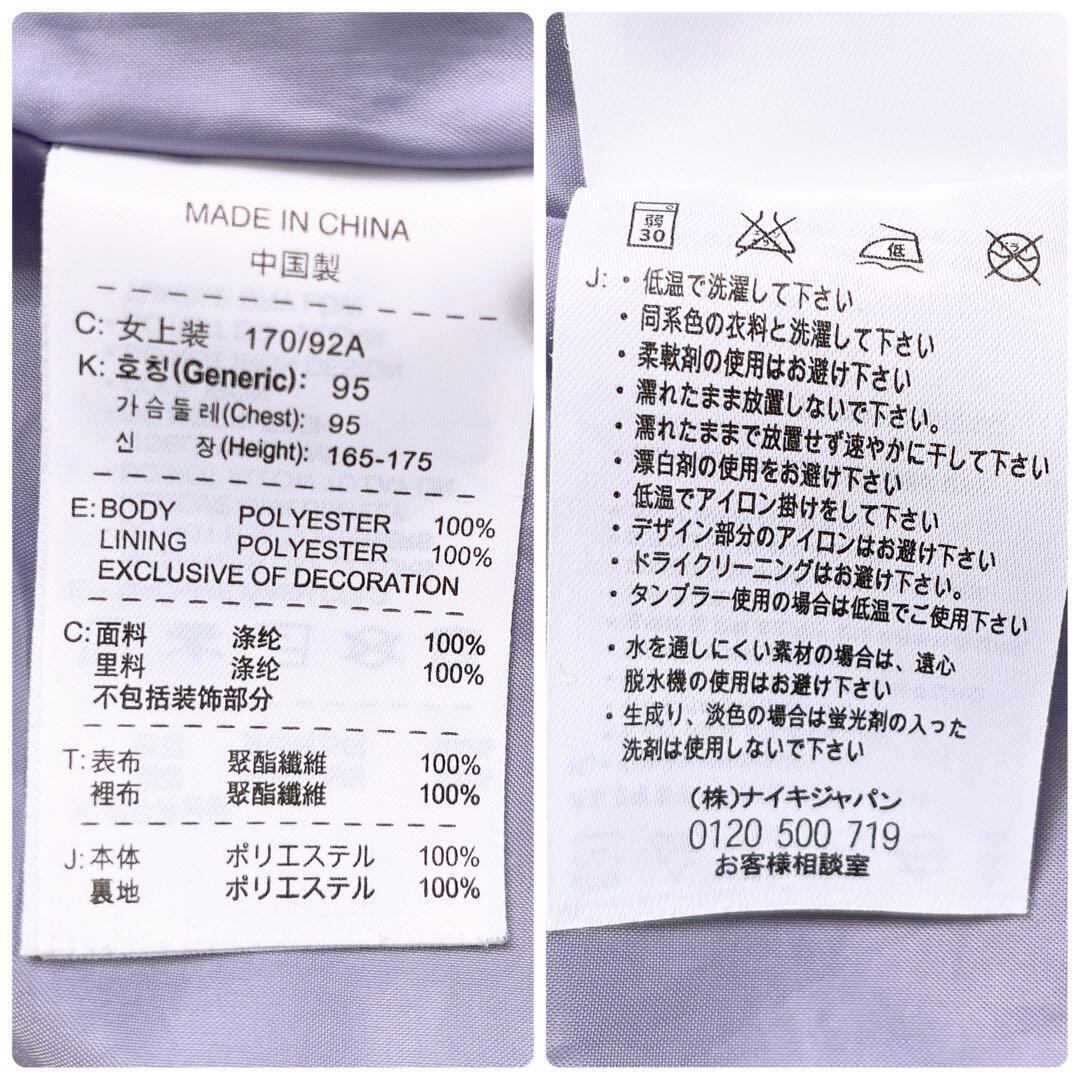 MADE IN CHINA
中国製
C: 女上装 170/92A
K: 호칭(Generic): 95
가슴둘레(Chest): 95
신 장(Height): 165-175
E: BODY POLYESTER 100%
LINING POLYESTER 100%
EXCLUSIVE OF DECORATION
C: 面料 涤纶 100%
里料 涤纶 100%
不包括装饰部分
T: 表布 聚酯纖維 100%
裡布 聚酯纖維 100%
J: 本体 ポリエステル 100%
裏地 ポリエステル 100%
弱
30
エンソサラシ
低
ドライ
J: ・低温で洗濯して下さい
・同系色の衣料と洗濯して下さい
・柔軟剤の使用はお避け下さい
・濡れたまま放置しないで下さい。
・濡れたままで放置せず速やかに干して下さい
・漂白剤の使用をお避け下さい
・低温でアイロン掛けをして下さい
・デザイン部分のアイロンはお避け下さい
・ドライクリーニングはお避け下さい。
・タンブラー使用の場合は低温でご使用下さい
・水を通しにくい素材の場合は、遠心
脱水機の使用はお避け下さい
・生成り、淡色の場合は蛍光剤の入った
洗剤は使用しないで下さい
(株)ナイキジャパン
0120 500 719
お客様相談室